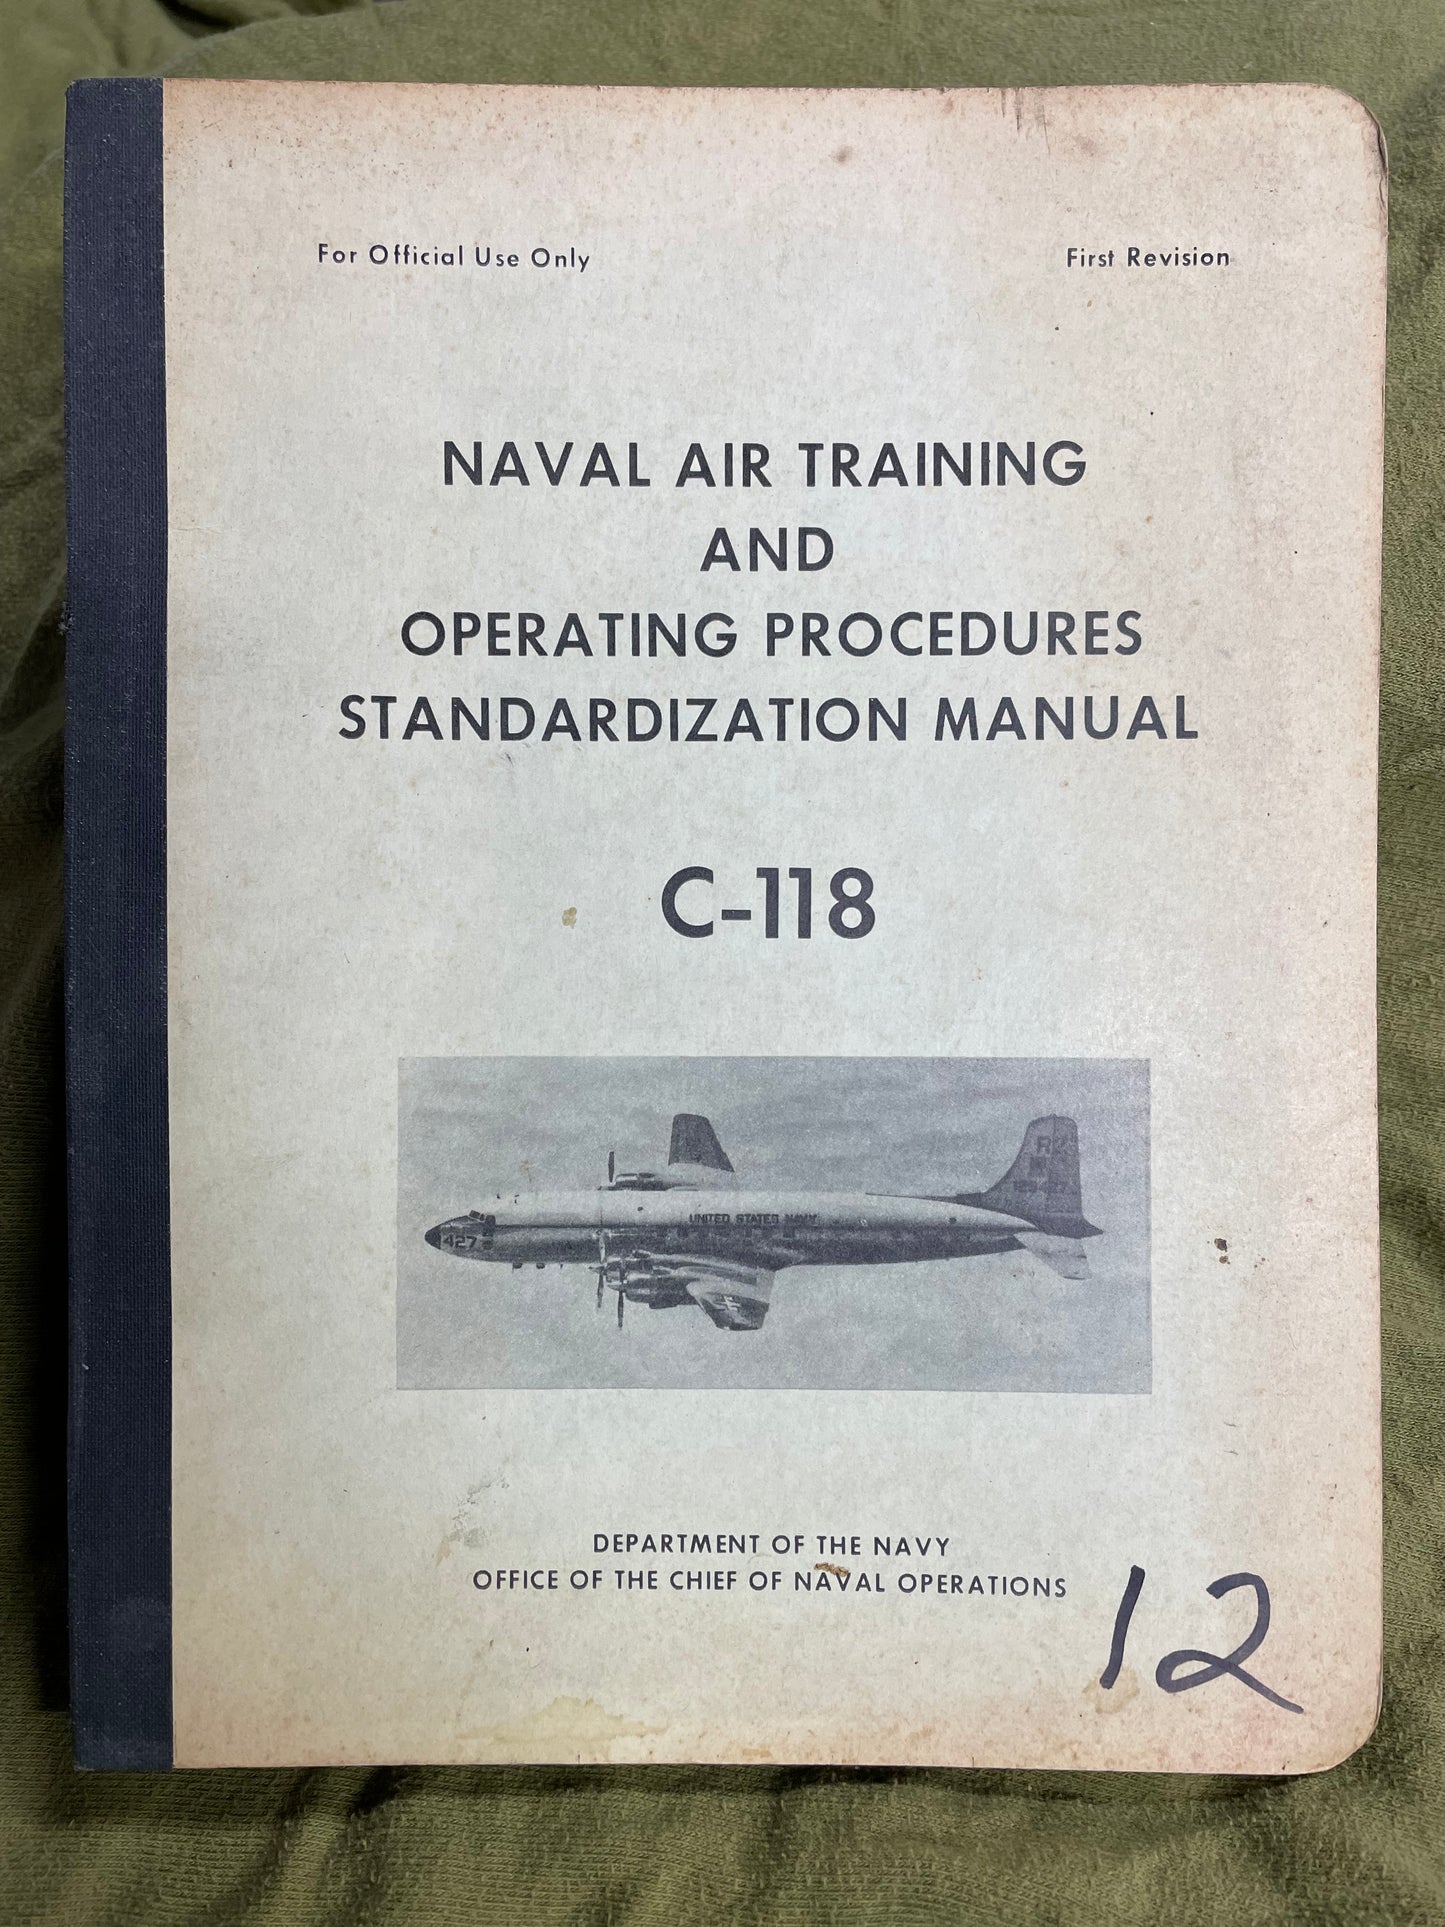 For Official Use Only
First Revision
NAVAL AIR TRAINING
AND
OPERATING PROCEDURES
STANDARDIZATION MANUAL
C-118
UNITED STATES NAVY
427
DEPARTMENT OF THE NAVY
OFFICE OF THE CHIEF OF NAVAL OPERATIONS
12